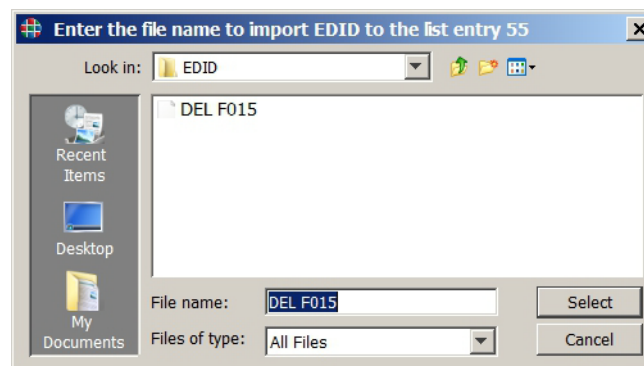 Enter the file name to import EDID to the list entry 55
Look in: EDID
DEL F015
Recent
Items
Desktop
My
Documents
File name: DEL F015 Select
Files of type: All Files Cancel